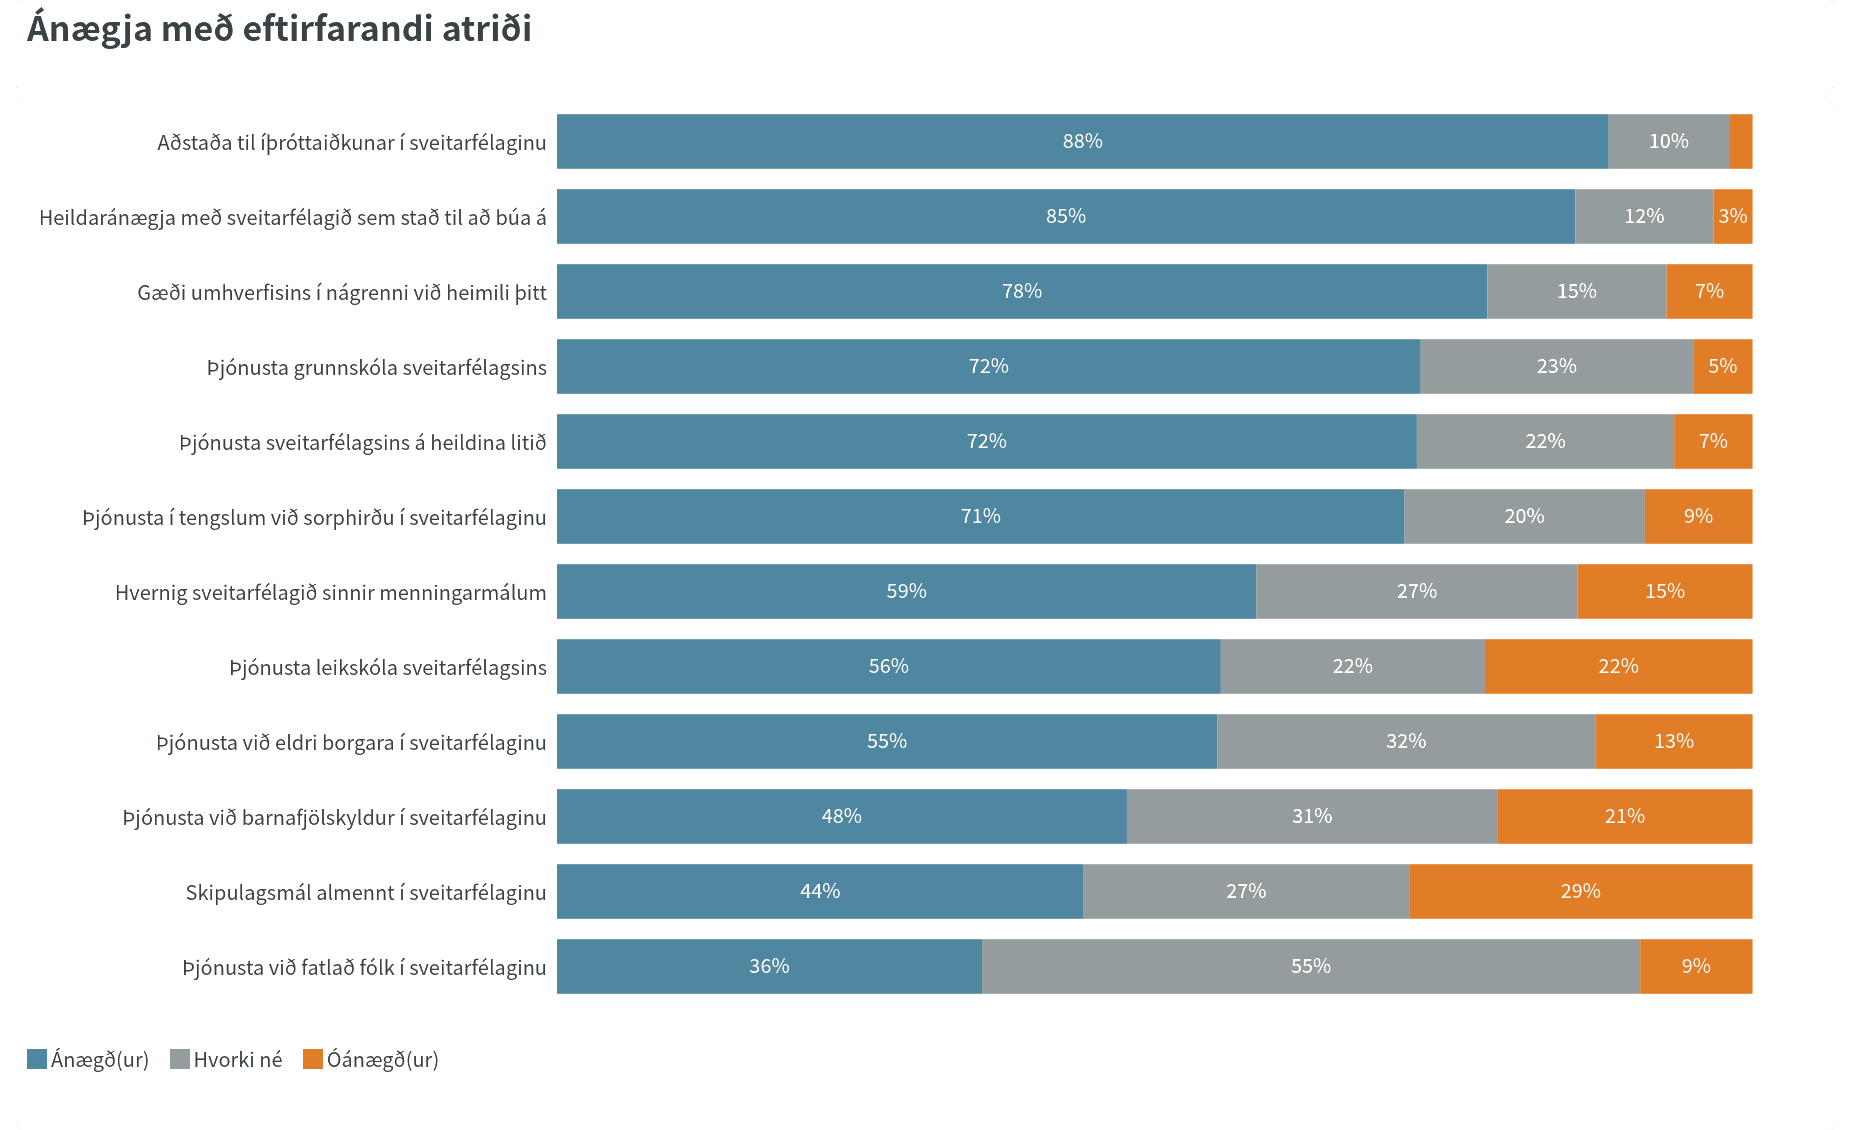 Ánægja með eftirfarandi atriði
Aðstaða til íþróttaiðkunar í sveitarfélaginu 88% 10%
Heildaránægja með sveitarfélagið sem stað til að búa á 85% 12% 3%
Gæði umhverfisins í nágrenni við heimili þitt 78% 15% 7%
Þjónusta grunnskóla sveitarfélagsins 72% 23% 5%
Þjónusta sveitarfélagsins á heildina litið 72% 22% 7%
Þjónusta í tengslum við sorphirðu í sveitarfélaginu 71% 20% 9%
Hvernig sveitarfélagið sinnir menningarmálum 59% 27% 15%
Þjónusta leikskóla sveitarfélagsins 56% 22% 22%
Þjónusta við eldri borgara í sveitarfélaginu 55% 32% 13%
Þjónusta við barnafjölskyldur í sveitarfélaginu 48% 31% 21%
Skipulagsmál almennt í sveitarfélaginu 44% 27% 29%
Þjónusta við fatlað fólk í sveitarfélaginu 36% 55% 9%
Ánægð(ur) Hvorki né Óánægð(ur)